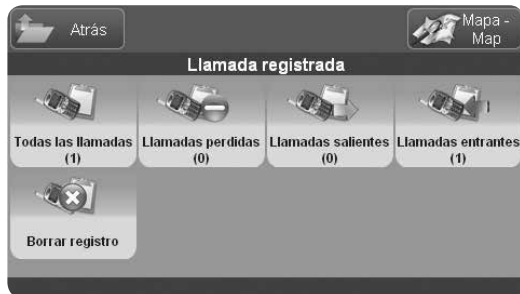 Atrás
Mapa -
Map
Llamada registrada
Todas las llamadas
(1)
Llamadas perdidas
(0)
Llamadas salientes
(0)
Llamadas entrantes
(1)
Borrar registro